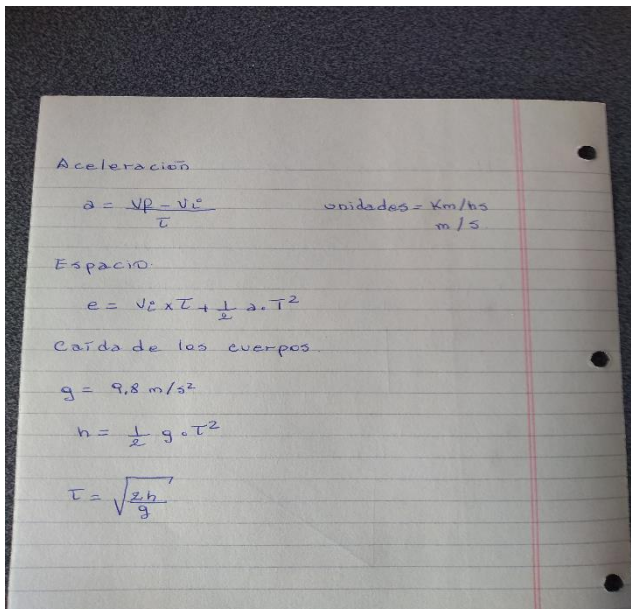 Aceleración
a = Vf - Vi / T
unidades = Km/hs
m/s
Espacio.
e = Vi x T + 1/2 a. T²
Caída de los cuerpos.
g = 9,8 m/s²
h = 1/2 g . T²
T = √2h/g